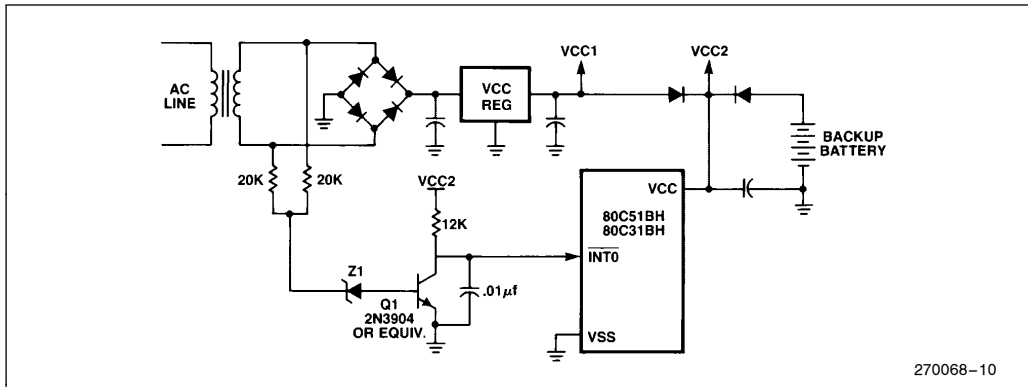 VCC1
VCC2
AC
LINE
VCC
REG
BACKUP
BATTERY
20K
20K
VCC2
VCC
12K
80C51BH
80C31BH
INT0
Z1
.01µf
Q1
2N3904
OR EQUIV.
VSS
270068-10